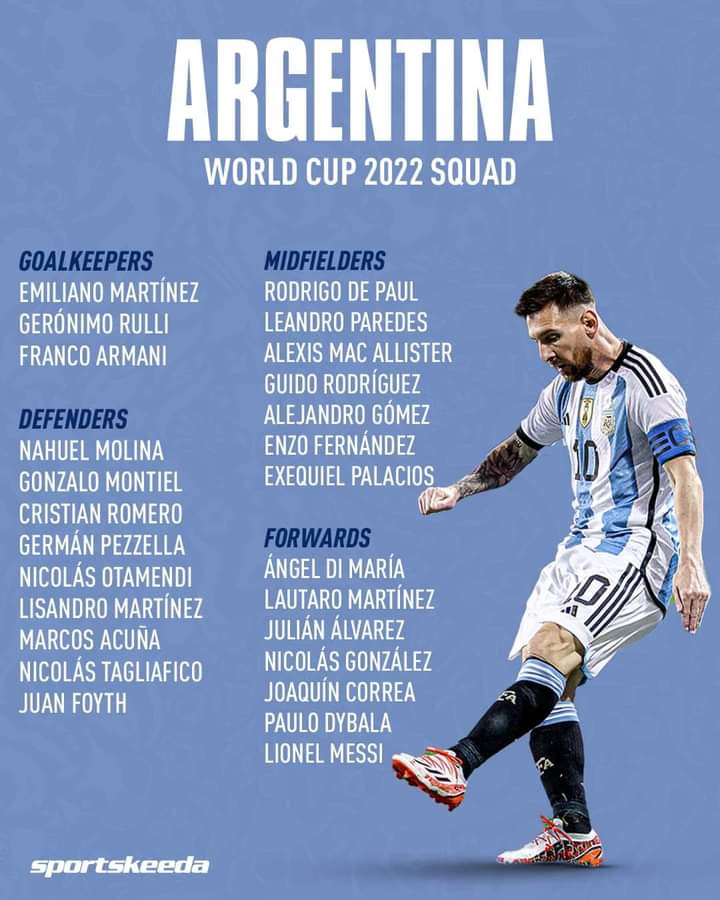 ARGENTINA
WORLD CUP 2022 SQUAD
GOALKEEPERS
EMILIANO MARTÍNEZ
GERÓNIMO RULLI
FRANCO ARMANI
DEFENDERS
NAHUEL MOLINA
GONZALO MONTIEL
CRISTIAN ROMERO
GERMÁN PEZZELLA
NICOLÁS OTAMENDI
LISANDRO MARTÍNEZ
MARCOS ACUÑA
NICOLÁS TAGLIAFICO
JUAN FOYTH
MIDFIELDERS
RODRIGO DE PAUL
LEANDRO PAREDES
ALEXIS MAC ALLISTER
GUIDO RODRÍGUEZ
ALEJANDRO GÓMEZ
ENZO FERNÁNDEZ
EXEQUIEL PALACIOS
FORWARDS
ÁNGEL DI MARÍA
LAUTARO MARTÍNEZ
JULIÁN ÁLVAREZ
NICOLÁS GONZÁLEZ
JOAQUÍN CORREA
PAULO DYBALA
LIONEL MESSI
10
10
sportskeeda